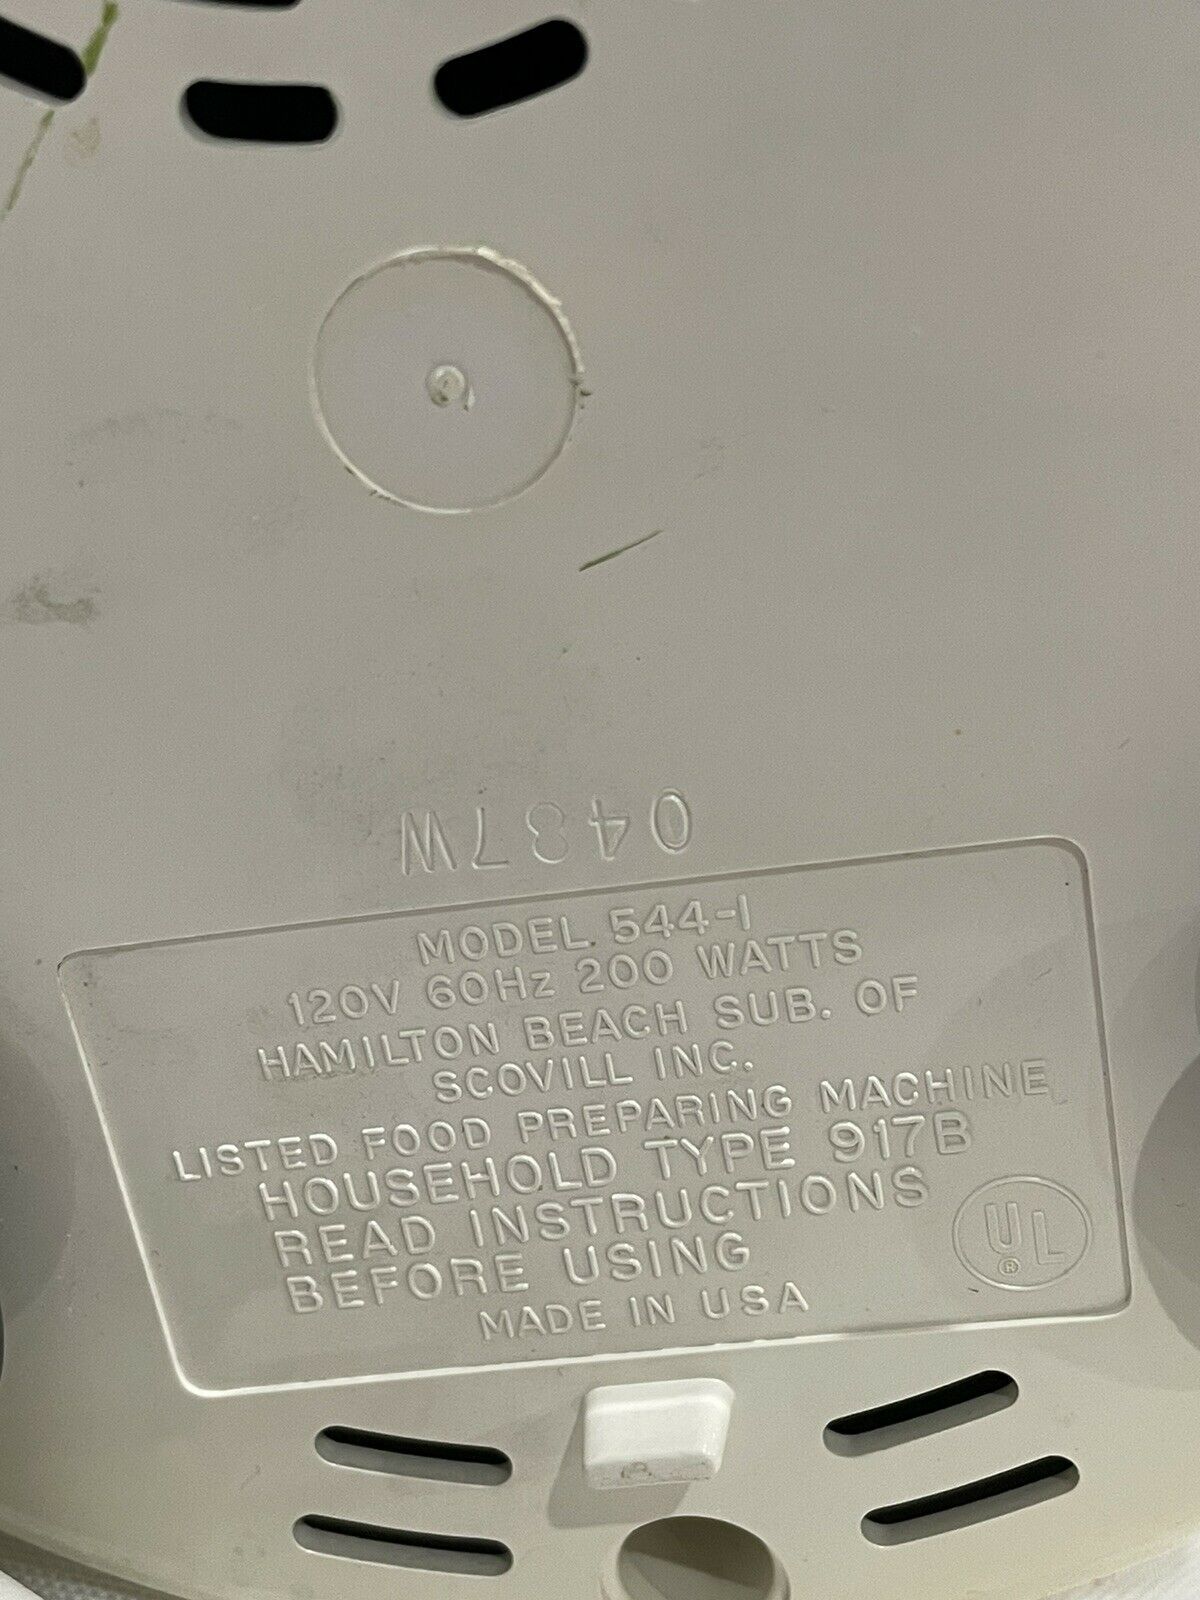 0437W
MODEL 544-1
120V 60Hz 200 WATTS
HAMILTON BEACH SUB. OF
SCOVILL INC.
LISTED FOOD PREPARING MACHINE
HOUSEHOLD TYPE 917B
READ INSTRUCTIONS
BEFORE USING
MADE IN USA
UL
®